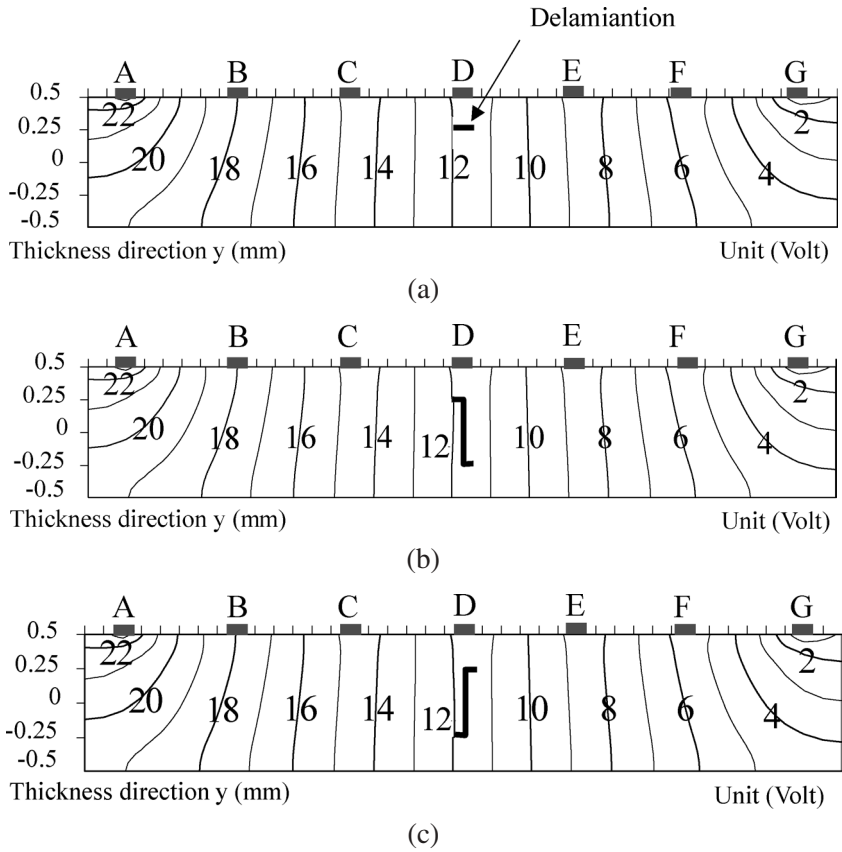 Delamiantion
A B C D E F G
0.5
0.25
0
-0.25
-0.5
22 20 18 16 14 12 10 8 6 4 2
Thickness direction y (mm) Unit (Volt)
(a)
A B C D E F G
0.5
0.25
0
-0.25
-0.5
22 20 18 16 14 12 10 8 6 4 2
Thickness direction y (mm) Unit (Volt)
(b)
A B C D E F G
0.5
0.25
0
-0.25
-0.5
22 20 18 16 14 12 10 8 6 4 2
Thickness direction y (mm) Unit (Volt)
(c)